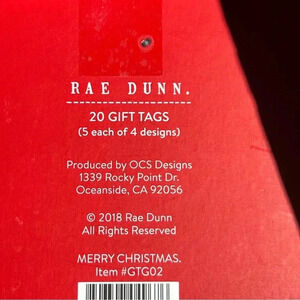 RAE DUNN.
20 GIFT TAGS
(5 each of 4 designs)
Produced by OCS Designs
1339 Rocky Point Dr.
Oceanside, CA 92056
© 2018 Rae Dunn
All Rights Reserved
MERRY CHRISTMAS.
Item #GTG02